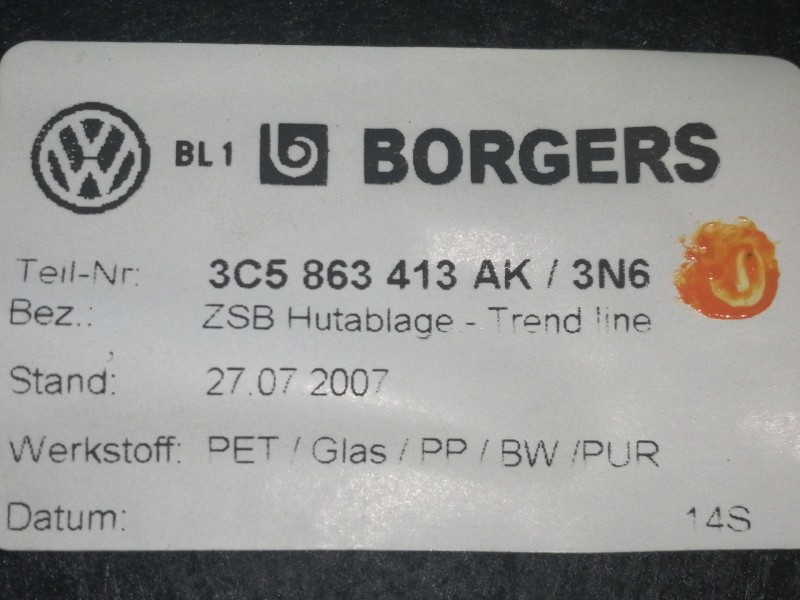 VW BL1 b BORGERS
Teil-Nr: 3C5 863 413 AK / 3N6
Bez.: ZSB Hutablage - Trend line
Stand: 27.07 2007
Werkstoff: PET / Glas / PP / BW /PUR
Datum: 14S